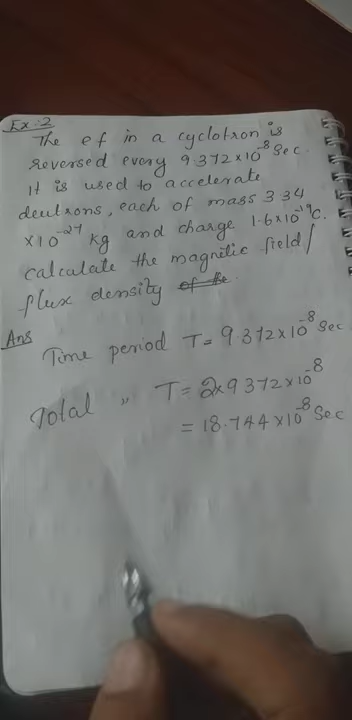 Ex:2
The ef in a cyclotron is
reversed every 9.372×10⁻⁸ Sec.
It is used to accelerate
deutrons, each of mass 3.34
×10⁻²⁷ kg and charge 1.6×10⁻¹⁹C.
calculate the magnetic field/
flux density
Ans
Time period T = 9.372×10⁻⁸ Sec
Total " T = 2×9.372×10⁻⁸
= 18.744×10⁻⁸ Sec